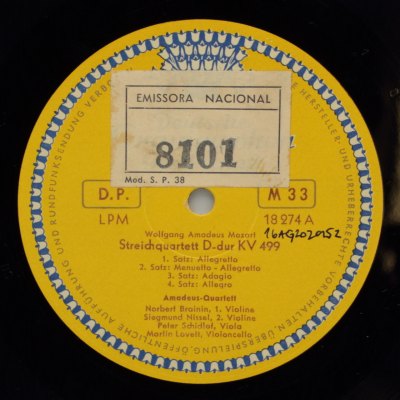 HERSTELLER- UND URHEBERRECHTE VORBEHALTEN
ÜBERSPIELUNG, ÖFFENTLICHE AUFFÜHRUNG UND RUNDFUNKSENDUNG VERBOTEN
EMISSORA NACIONAL
8101
Mod. S. P. 38
D.P.
M 33
LPM
18 274 A
Wolfgang Amadeus Mozart
16AG2020252
Streichquartett D-dur KV 499
1. Satz: Allegretto
2. Satz: Menuetto - Allegretto
3. Satz: Adagio
4. Satz: Allegro
Amadeus-Quartett
Norbert Brainin, 1. Violine
Siegmund Nissel, 2. Violine
Peter Schidlof, Viola
Martin Lovett, Violoncello